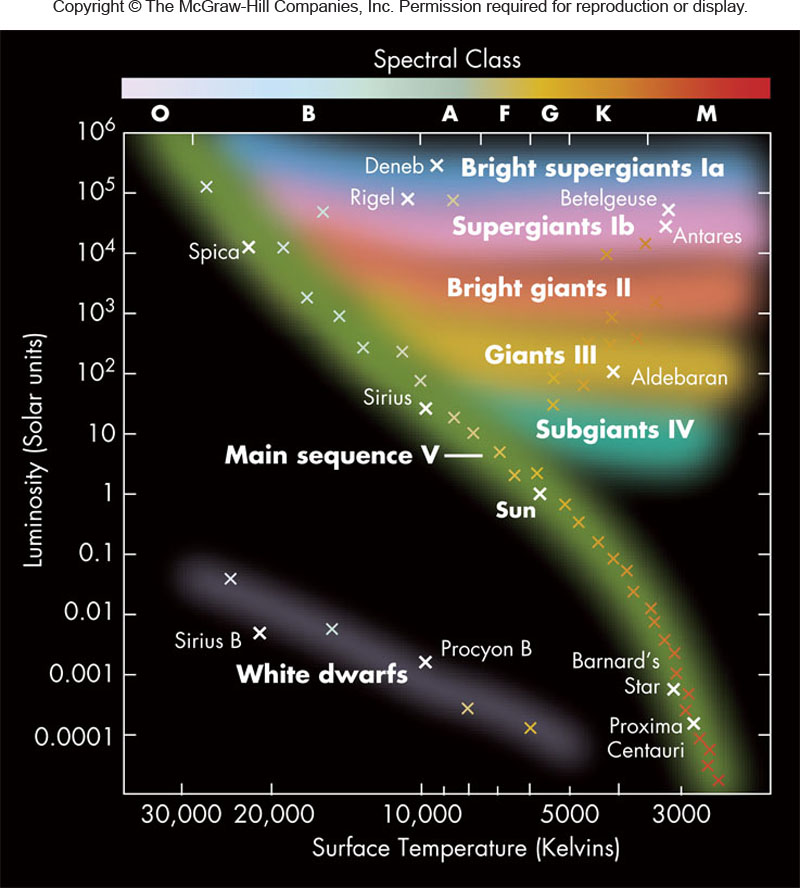 Copyright © The McGraw-Hill Companies, Inc. Permission required for reproduction or display.
Spectral Class
O B A F G K M
10⁶
Deneb
Bright supergiants Ia
10⁵
Rigel
Betelgeuse
Supergiants Ib
Antares
Spica
10⁴
Bright giants II
10³
Giants III
10²
Aldebaran
Sirius
10
Subgiants IV
Main sequence V
1
Sun
0.1
0.01
Sirius B
Procyon B
White dwarfs
0.001
Barnard's
Star
0.0001
Proxima
Centauri
Luminosity (Solar units)
30,000 20,000 10,000 5000 3000
Surface Temperature (Kelvins)